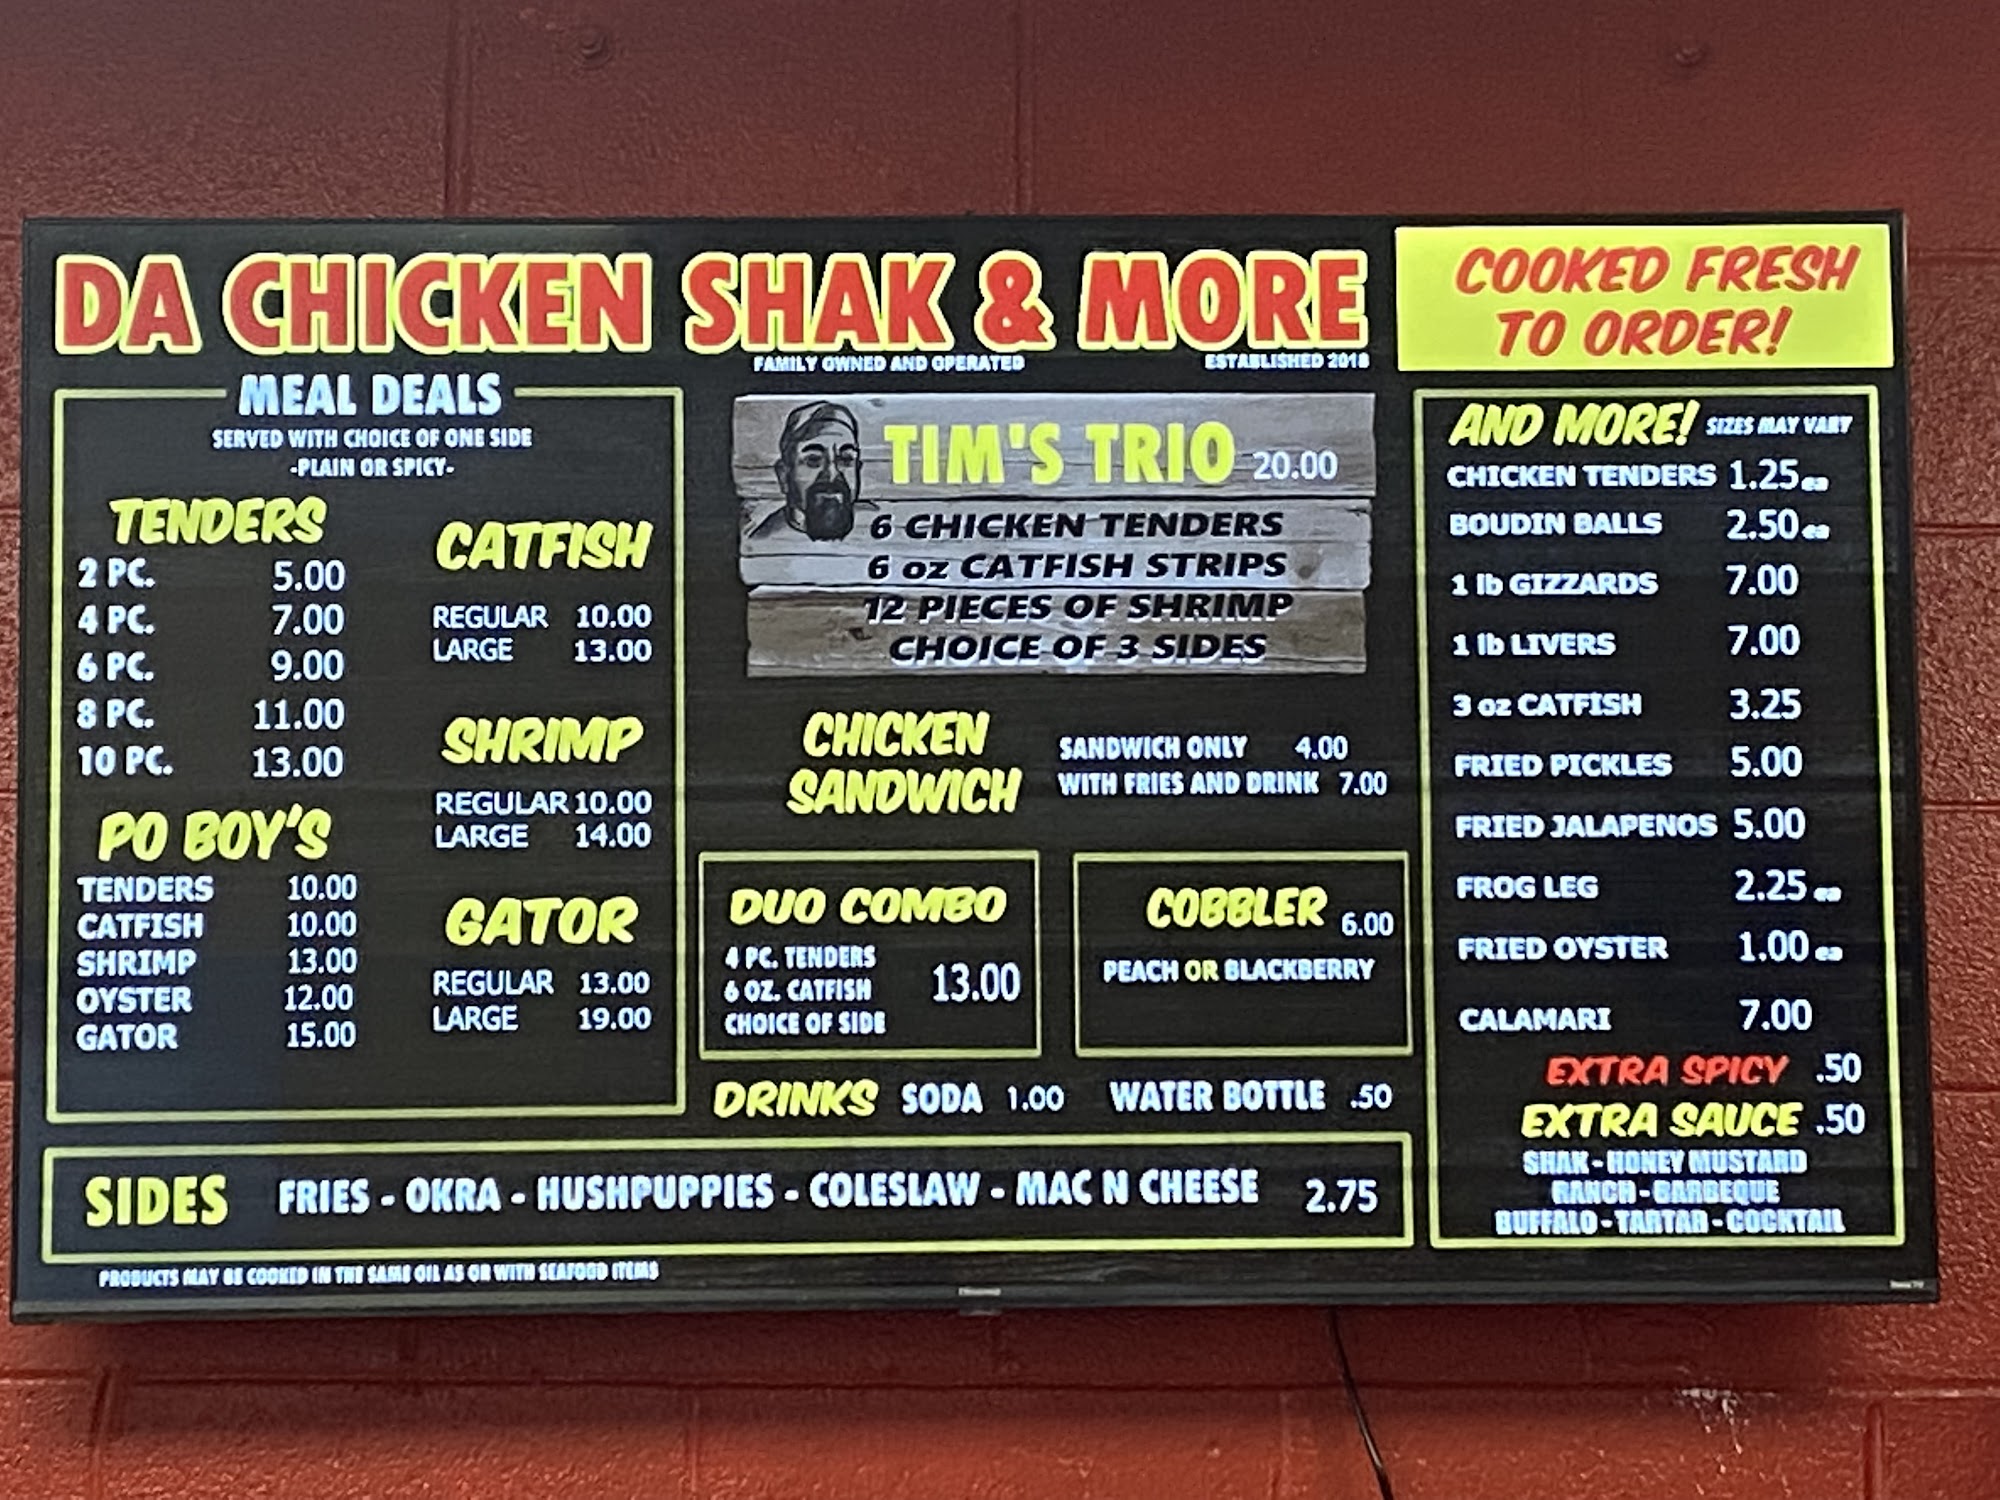 DA CHICKEN SHAK & MORE
FAMILY OWNED AND OPERATED
ESTABLISHED 2018
COOKED FRESH
TO ORDER!
MEAL DEALS
SERVED WITH CHOICE OF ONE SIDE
-PLAIN OR SPICY-
TENDERS
2 PC. 5.00
4 PC. 7.00
6 PC. 9.00
8 PC. 11.00
10 PC. 13.00
PO BOY'S
TENDERS 10.00
CATFISH 10.00
SHRIMP 13.00
OYSTER 12.00
GATOR 15.00
CATFISH
REGULAR 10.00
LARGE 13.00
SHRIMP
REGULAR 10.00
LARGE 14.00
GATOR
REGULAR 13.00
LARGE 19.00
TIM'S TRIO 20.00
6 CHICKEN TENDERS
6 oz CATFISH STRIPS
12 PIECES OF SHRIMP
CHOICE OF 3 SIDES
CHICKEN
SANDWICH
SANDWICH ONLY 4.00
WITH FRIES AND DRINK 7.00
DUO COMBO
4 PC. TENDERS
6 OZ. CATFISH
CHOICE OF SIDE
13.00
COBBLER 6.00
PEACH OR BLACKBERRY
DRINKS SODA 1.00 WATER BOTTLE .50
SIDES FRIES - OKRA - HUSHPUPPIES - COLESLAW - MAC N CHEESE 2.75
PRODUCTS MAY BE COOKED IN THE SAME OIL AS OR WITH SEAFOOD ITEMS
AND MORE! SIZES MAY VARY
CHICKEN TENDERS 1.25 ea
BOUDIN BALLS 2.50 ea
1 lb GIZZARDS 7.00
1 lb LIVERS 7.00
3 oz CATFISH 3.25
FRIED PICKLES 5.00
FRIED JALAPENOS 5.00
FROG LEG 2.25 ea
FRIED OYSTER 1.00 ea
CALAMARI 7.00
EXTRA SPICY .50
EXTRA SAUCE .50
SHAK - HONEY MUSTARD
RANCH - BARBEQUE
BUFFALO - TARTAR - COCKTAIL